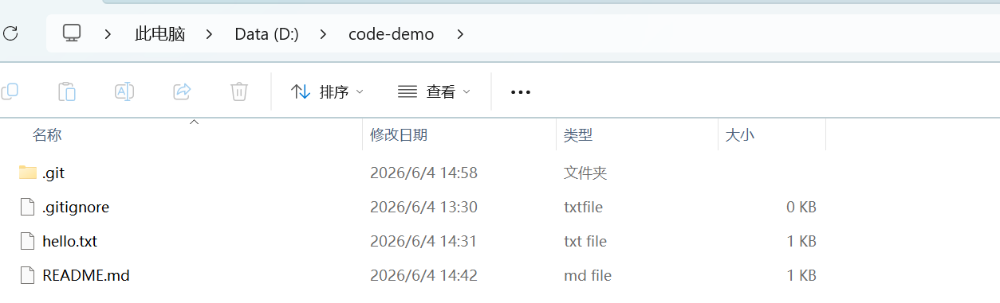 此电脑 > Data (D:) > code-demo >
排序 查看 •••
名称 修改日期 类型 大小
.git 2026/6/4 14:58 文件夹
.gitignore 2026/6/4 13:30 txtfile 0 KB
hello.txt 2026/6/4 14:31 txt file 1 KB
README.md 2026/6/4 14:42 md file 1 KB